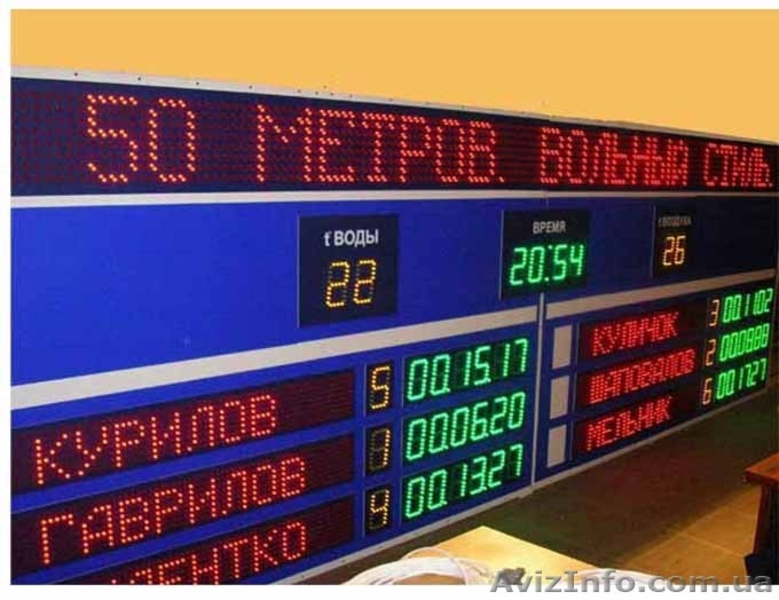 50 МЕТРОВ. ВОЛЬНЫЙ СТИЛЬ.
t° ВОДЫ ВРЕМЯ t ВОЗДУХА
22 20:54 26
КУРИЛОВ 5 00.15.17
ГАВРИЛОВ 1 00.06.20
4 00.13.27
КУЛИЧОК 3 00.11.02
ШАПОВАЛОВ 2 00.08.88
МЕЛЬНИК 6 00.17.27
AvizInfo.com.ua